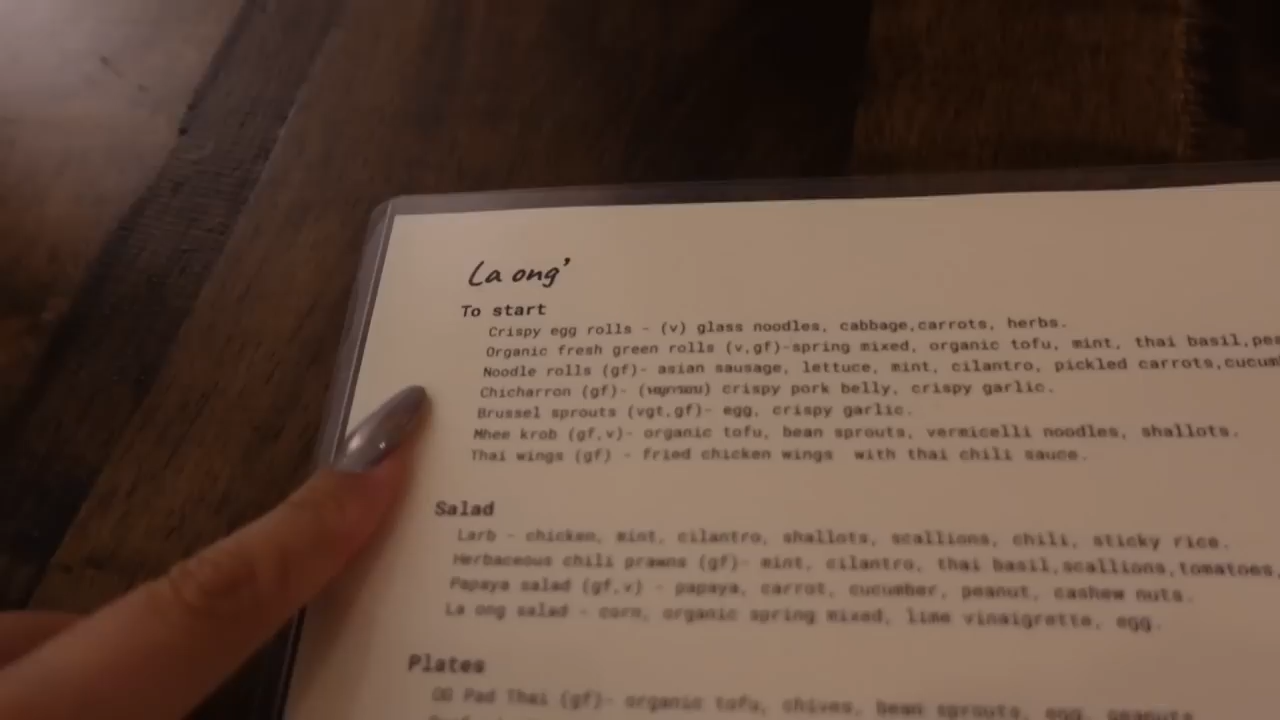 La ong'
To start
Crispy egg rolls - (v) glass noodles, cabbage,carrots, herbs.
Organic fresh green rolls (v,gf)-spring mixed, organic tofu, mint, thai basil,
Noodle rolls (gf)- asian sausage, lettuce, mint, cilantro, pickled carrots,
Chicharron (gf)- crispy pork belly, crispy garlic.
Brussel sprouts (vgt,gf)- egg, crispy garlic.
Mhee krob (gf,v)- organic tofu, bean sprouts, vermicelli noodles, shallots.
Thai wings (gf) - fried chicken wings with thai chili sauce.
Salad
Larb - chicken, mint, cilantro, shallots, scallions, chili, sticky rice.
Herbaceous chili prawns (gf)- mint, cilantro, thai basil,scallions,tomatoes,
Papaya salad (gf,v) - papaya, carrot, cucumber, peanut, cashew nuts.
La ong salad - corn, organic spring mixed, lime vinaigrette, egg.
Plates
OG Pad Thai (gf)- organic tofu, chives, bean sprouts, egg, peanuts